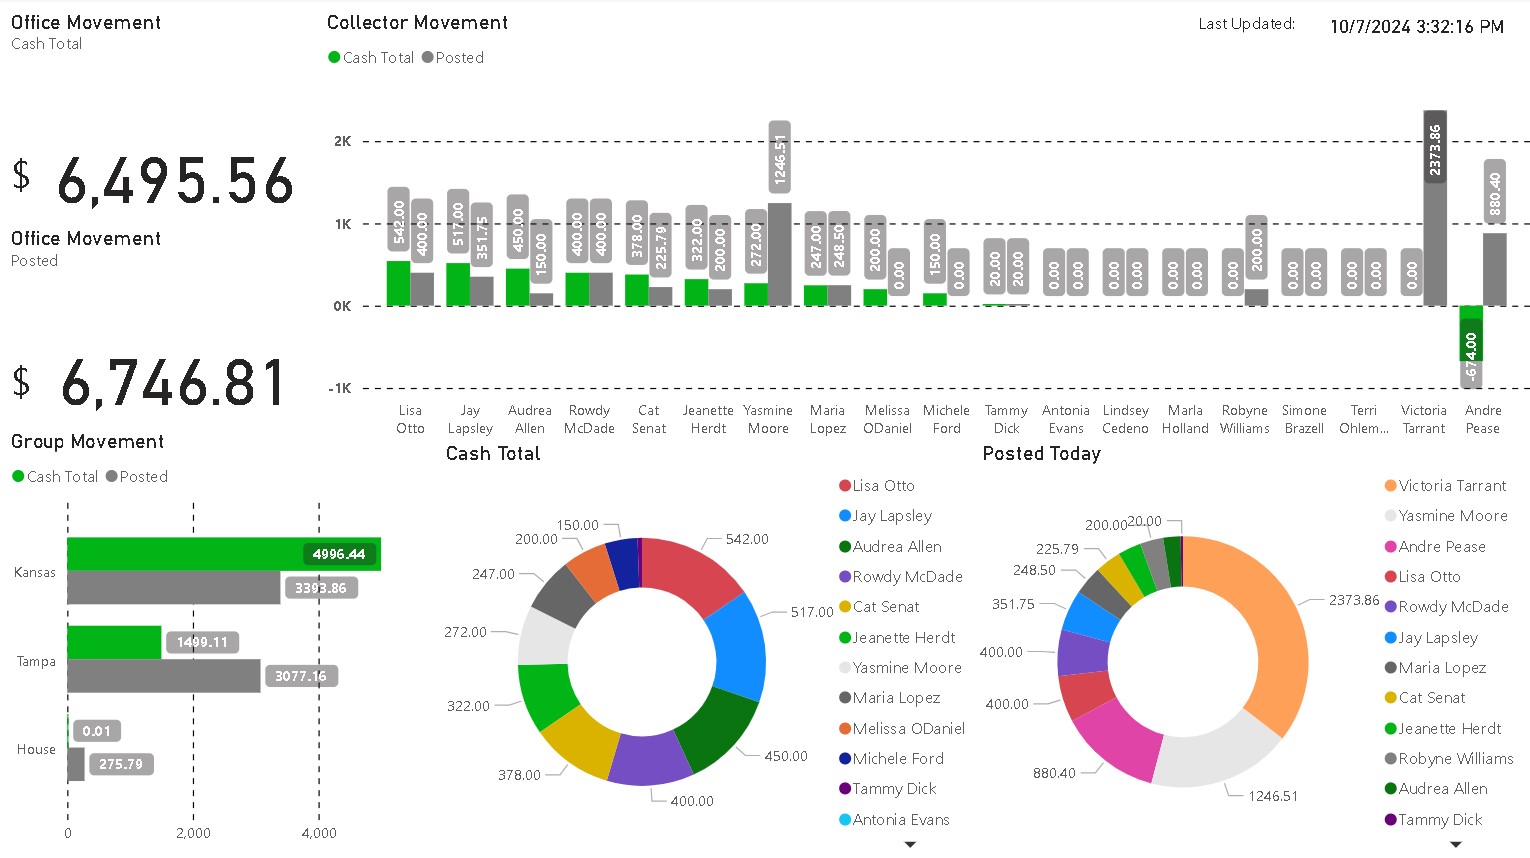 Office Movement
Cash Total
$ 6,495.56
Office Movement
Posted
$ 6,746.81
Collector Movement
Cash Total Posted
Last Updated: 10/7/2024 3:32:16 PM
2K
1K
0K
-1K
542.00 400.00 517.00 351.75 450.00 150.00 400.00 400.00 378.00 225.79 322.00 200.00 272.00 1246.51 247.00 248.50 200.00 0.00 150.00 0.00 20.00 20.00 0.00 0.00 0.00 0.00 0.00 0.00 0.00 200.00 0.00 0.00 0.00 0.00 0.00 2373.86 -674.00 880.40
Lisa Otto
Jay Lapsley
Audrea Allen
Rowdy McDade
Cat Senat
Jeanette Herdt
Yasmine Moore
Maria Lopez
Melissa ODaniel
Michele Ford
Tammy Dick
Antonia Evans
Lindsey Cedeno
Marla Holland
Robyne Williams
Simone Brazell
Terri Ohlem...
Victoria Tarrant
Andre Pease
Group Movement
Cash Total Posted
Kansas
4996.44
3393.86
Tampa
1499.11
3077.16
House
0.01
275.79
0 2,000 4,000
Cash Total
542.00
517.00
450.00
400.00
378.00
322.00
272.00
247.00
200.00
150.00
Lisa Otto
Jay Lapsley
Audrea Allen
Rowdy McDade
Cat Senat
Jeanette Herdt
Yasmine Moore
Maria Lopez
Melissa ODaniel
Michele Ford
Tammy Dick
Antonia Evans
Posted Today
2373.86
1246.51
880.40
400.00
400.00
351.75
248.50
225.79
200.00
20.00
Victoria Tarrant
Yasmine Moore
Andre Pease
Lisa Otto
Rowdy McDade
Jay Lapsley
Maria Lopez
Cat Senat
Jeanette Herdt
Robyne Williams
Audrea Allen
Tammy Dick